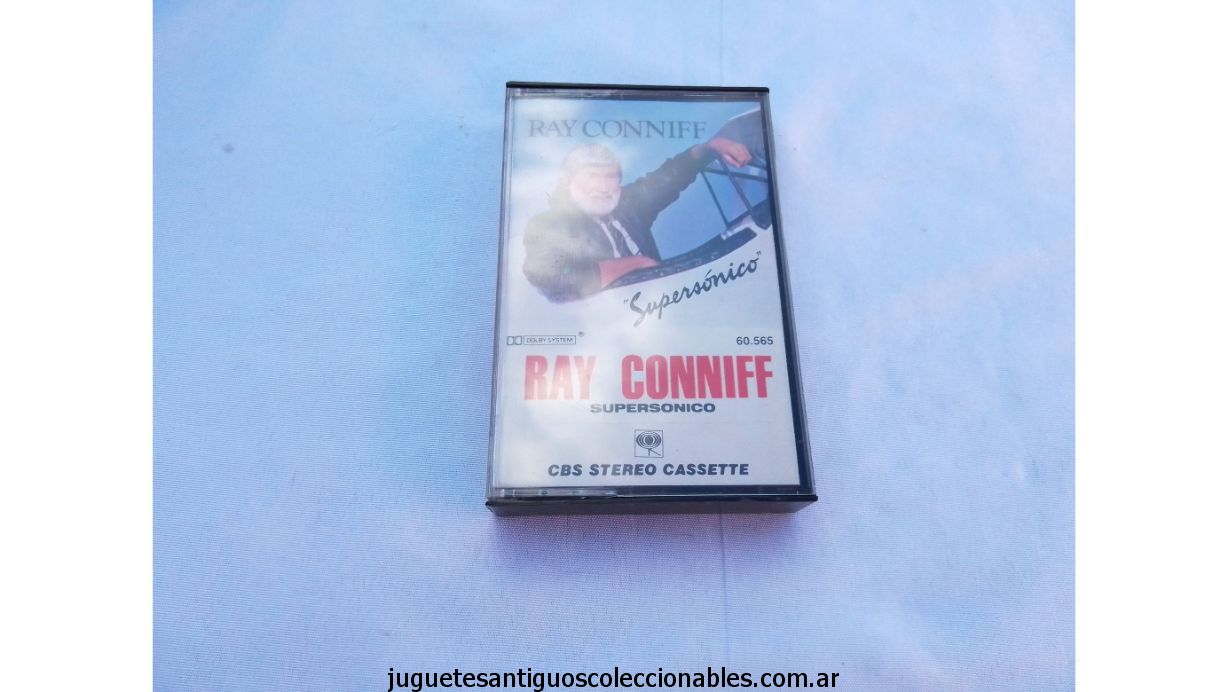 RAY CONNIFF
"Supersónico"
DOLBY SYSTEM ®
60.565
RAY CONNIFF
SUPERSONICO
CBS STEREO CASSETTE
juguetesantiguoscoleccionables.com.ar